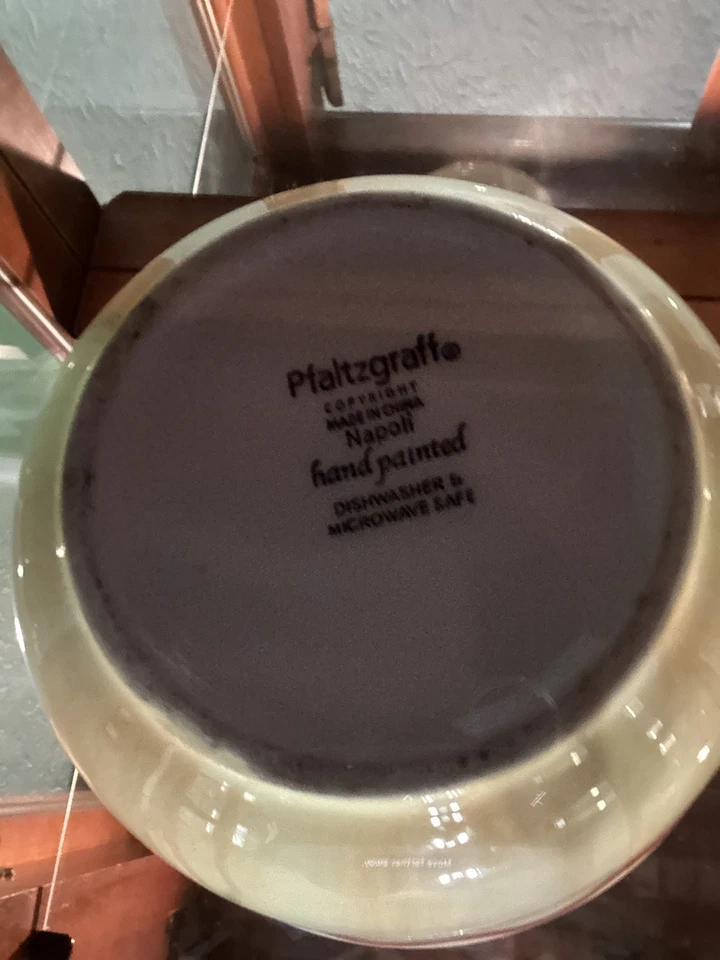 Pfaltzgraff®
COPYRIGHT
MADE IN CHINA
Napoli
hand painted
DISHWASHER &
MICROWAVE SAFE